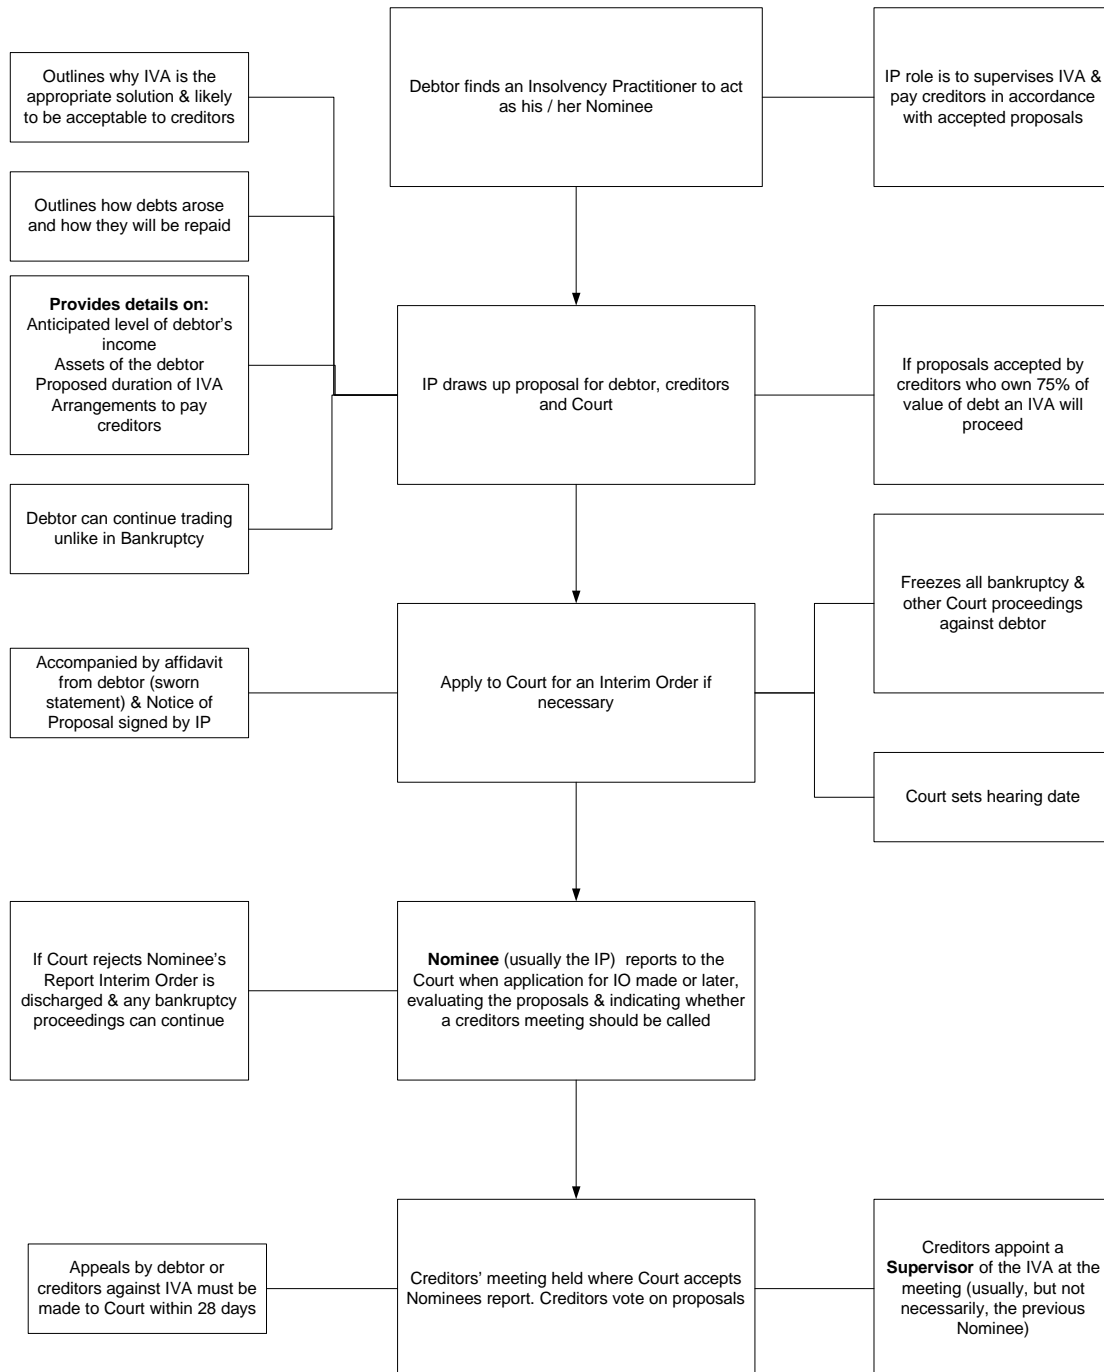 Outlines why IVA is the
appropriate solution & likely
to be acceptable to creditors
Debtor finds an Insolvency Practitioner to act
as his / her Nominee
IP role is to supervises IVA &
pay creditors in accordance
with accepted proposals
Outlines how debts arose
and how they will be repaid
Provides details on:
Anticipated level of debtor's
income
Assets of the debtor
Proposed duration of IVA
Arrangements to pay
creditors
IP draws up proposal for debtor, creditors
and Court
If proposals accepted by
creditors who own 75% of
value of debt an IVA will
proceed
Debtor can continue trading
unlike in Bankruptcy
Freezes all bankruptcy &
other Court proceedings
against debtor
Accompanied by affidavit
from debtor (sworn
statement) & Notice of
Proposal signed by IP
Apply to Court for an Interim Order if
necessary
Court sets hearing date
If Court rejects Nominee's
Report Interim Order is
discharged & any bankruptcy
proceedings can continue
Nominee (usually the IP) reports to the
Court when application for IO made or later,
evaluating the proposals & indicating whether
a creditors meeting should be called
Appeals by debtor or
creditors against IVA must be
made to Court within 28 days
Creditors' meeting held where Court accepts
Nominees report. Creditors vote on proposals
Creditors appoint a
Supervisor of the IVA at the
meeting (usually, but not
necessarily, the previous
Nominee)